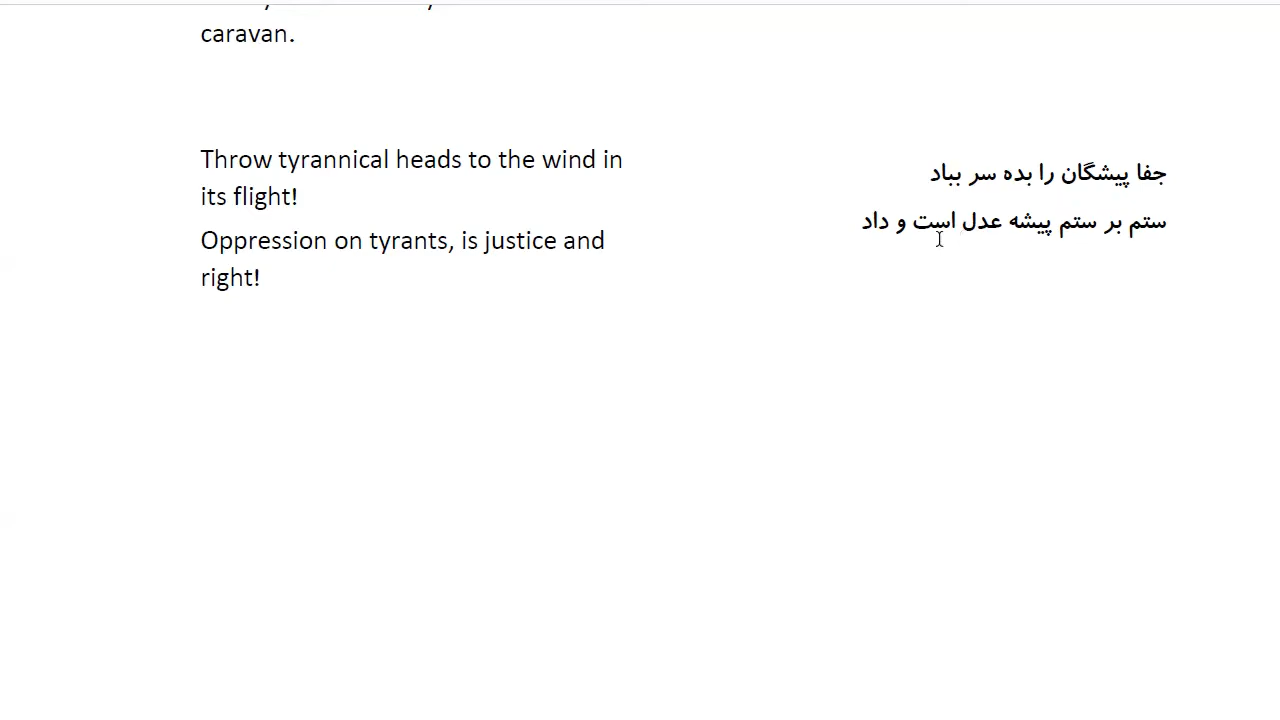 caravan.
Throw tyrannical heads to the wind in
its flight!
Oppression on tyrants, is justice and
right!
جفا پیشگان را بده سر بباد
ستم بر ستم پیشه عدل است و داد